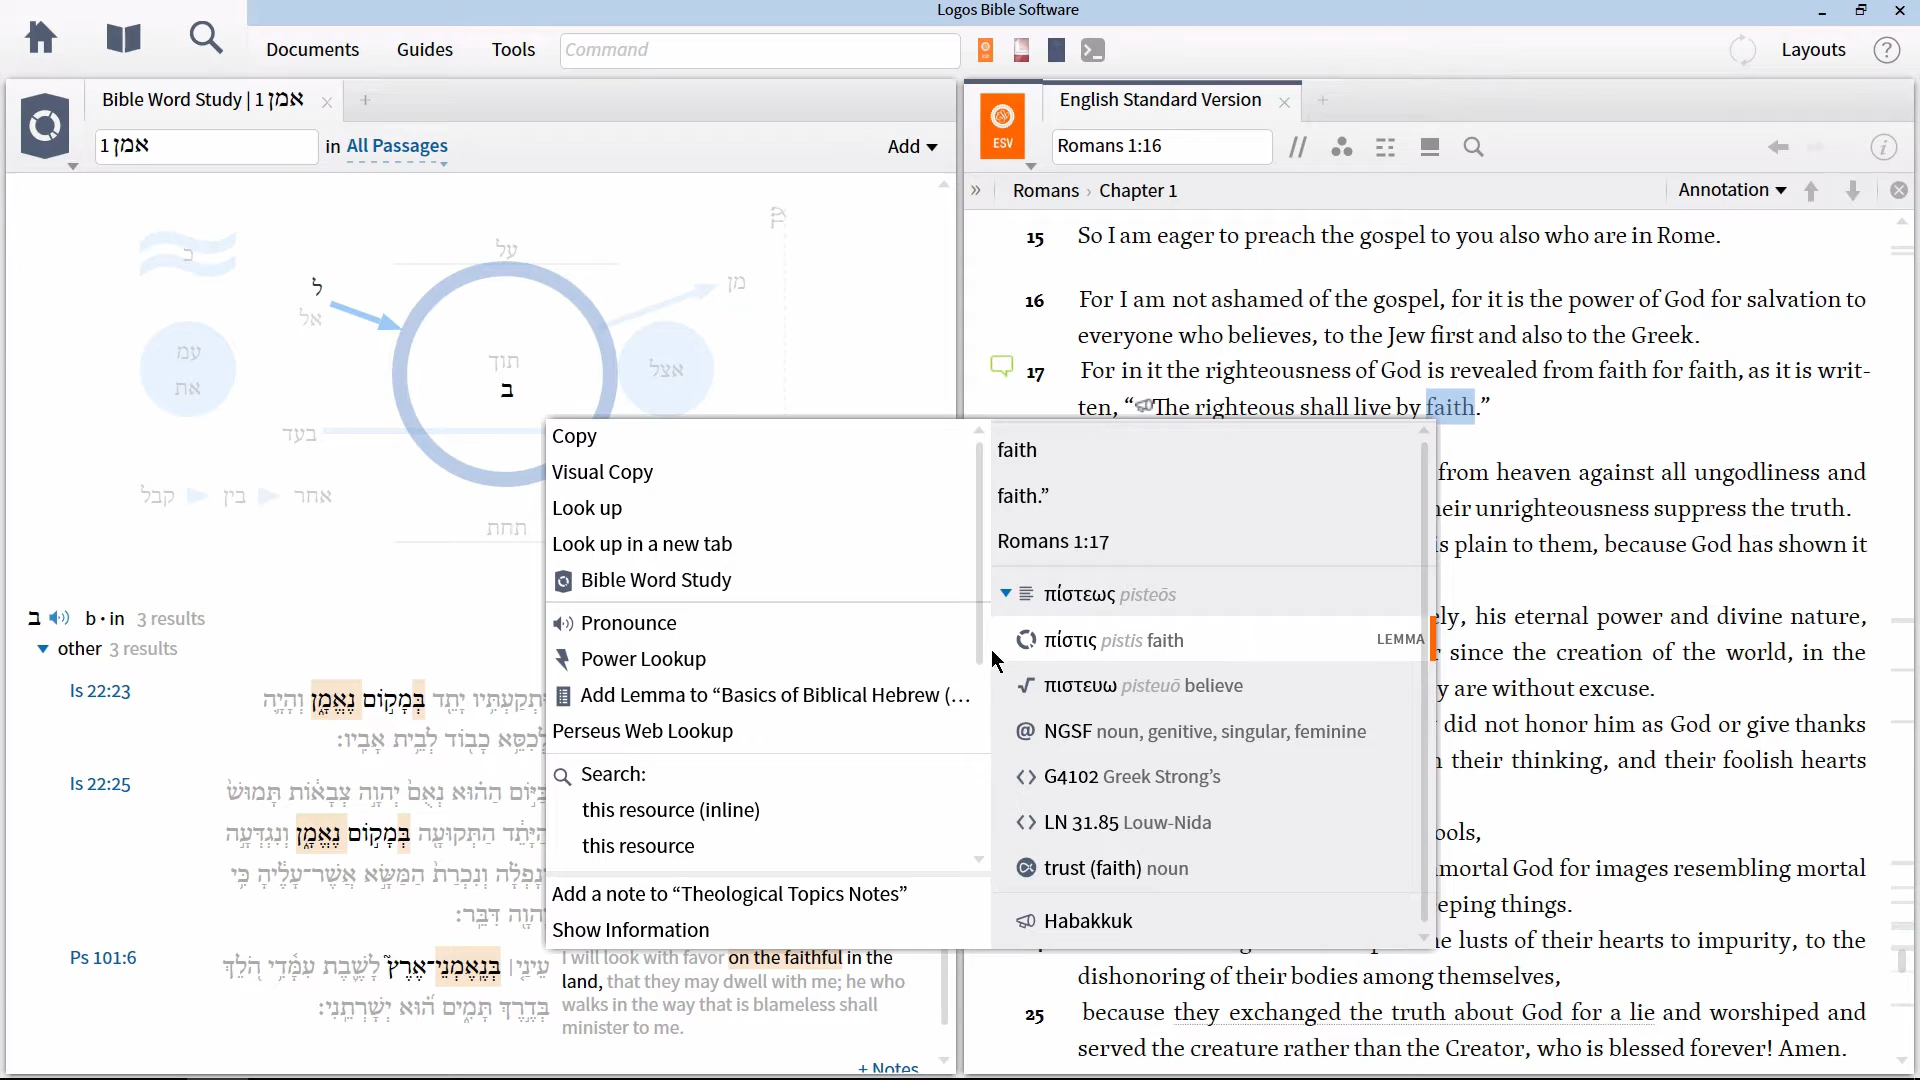 Logos Bible Software
Documents Guides Tools Command Layouts
Bible Word Study | 1 אמן
1 אמן in All Passages Add
ב
על
מן
ל
אל
עמ
את
תוך
ב
אצל
בעד
קבל בין אחר
תחת
ב b · in 3 results
other 3 results
Is 22:23
בְּמָק֣וֹם נֶאֱמָ֑ן וְהָיָ֛ה
לְכִסֵּ֥א כָב֖וֹד לְבֵ֥ית אָבִֽיו׃
Is 22:25
בַּיּ֣וֹם הַה֗וּא נְאֻם֙ יְהוָ֣ה צְבָא֔וֹת תָּמוּשׁ֙
הַיָּתֵ֔ד הַתְּקוּעָ֖ה בְּמָק֣וֹם נֶאֱמָ֑ן וְנִגְדְּעָ֣ה
וְנָפְלָ֗ה וְנִכְרַת֙ הַמַּשָּׂ֣א אֲשֶׁר־עָלֶ֔יהָ כִּ֥י
יְהוָ֖ה דִּבֵּֽר׃
Ps 101:6
עֵינַ֤י ׀ בְּנֶֽאֶמְנֵי־אֶרֶץ֮ לָשֶׁ֪בֶת עִמָּ֫דִ֥י הֹ֭לֵךְ
בְּדֶ֣רֶךְ תָּמִ֑ים ה֝֗וּא יְשָׁרְתֵֽנִי׃
I will look with favor on the faithful in the
land, that they may dwell with me; he who
walks in the way that is blameless shall
minister to me.
+ Notes
Copy
Visual Copy
Look up
Look up in a new tab
Bible Word Study
Pronounce
Power Lookup
Add Lemma to “Basics of Biblical Hebrew (…
Perseus Web Lookup
Search:
this resource (inline)
this resource
Add a note to “Theological Topics Notes”
Show Information
faith
faith.”
Romans 1:17
πίστεως pisteōs
πίστις pistis faith LEMMA
πιστευω pisteuō believe
NGSF noun, genitive, singular, feminine
G4102 Greek Strong’s
LN 31.85 Louw-Nida
trust (faith) noun
Habakkuk
English Standard Version
ESV
Romans 1:16
Romans › Chapter 1 Annotation
15 So I am eager to preach the gospel to you also who are in Rome.
16 For I am not ashamed of the gospel, for it is the power of God for salvation to
everyone who believes, to the Jew first and also to the Greek.
17 For in it the righteousness of God is revealed from faith for faith, as it is writ-
ten, “The righteous shall live by faith.”
from heaven against all ungodliness and
eir unrighteousness suppress the truth.
is plain to them, because God has shown it
ely, his eternal power and divine nature,
since the creation of the world, in the
y are without excuse.
did not honor him as God or give thanks
their thinking, and their foolish hearts
ools,
mortal God for images resembling mortal
eping things.
e lusts of their hearts to impurity, to the
dishonoring of their bodies among themselves,
25 because they exchanged the truth about God for a lie and worshiped and
served the creature rather than the Creator, who is blessed forever! Amen.